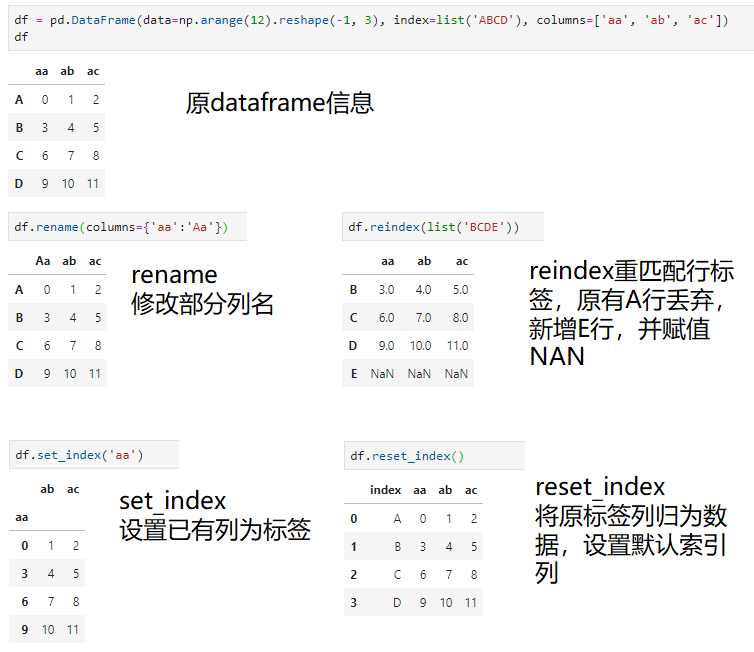 df = pd.DataFrame(data=np.arange(12).reshape(-1, 3), index=list('ABCD'), columns=['aa', 'ab', 'ac'])
df
aa ab ac
A 0 1 2
B 3 4 5
C 6 7 8
D 9 10 11
原dataframe信息
df.rename(columns={'aa':'Aa'})
Aa ab ac
A 0 1 2
B 3 4 5
C 6 7 8
D 9 10 11
rename
修改部分列名
df.reindex(list('BCDE'))
aa ab ac
B 3.0 4.0 5.0
C 6.0 7.0 8.0
D 9.0 10.0 11.0
E NaN NaN NaN
reindex重匹配行标
签，原有A行丢弃，
新增E行，并赋值
NAN
df.set_index('aa')
ab ac
aa
0 1 2
3 4 5
6 7 8
9 10 11
set_index
设置已有列为标签
df.reset_index()
index aa ab ac
0 A 0 1 2
1 B 3 4 5
2 C 6 7 8
3 D 9 10 11
reset_index
将原标签列归为数
据，设置默认索引
列